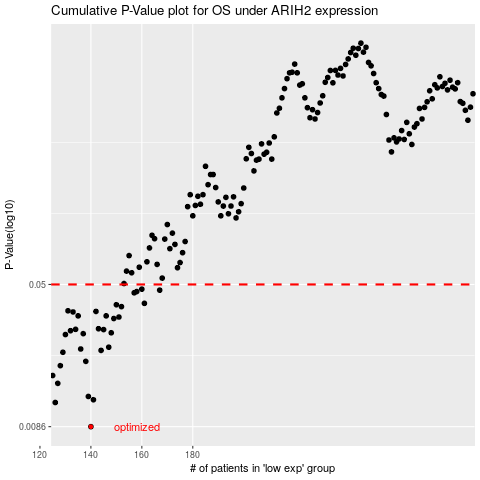 Cumulative P-Value plot for OS under ARIH2 expression
P-Value(log10)
0.05
0.0086
optimized
120 140 160 180
# of patients in 'low exp' group